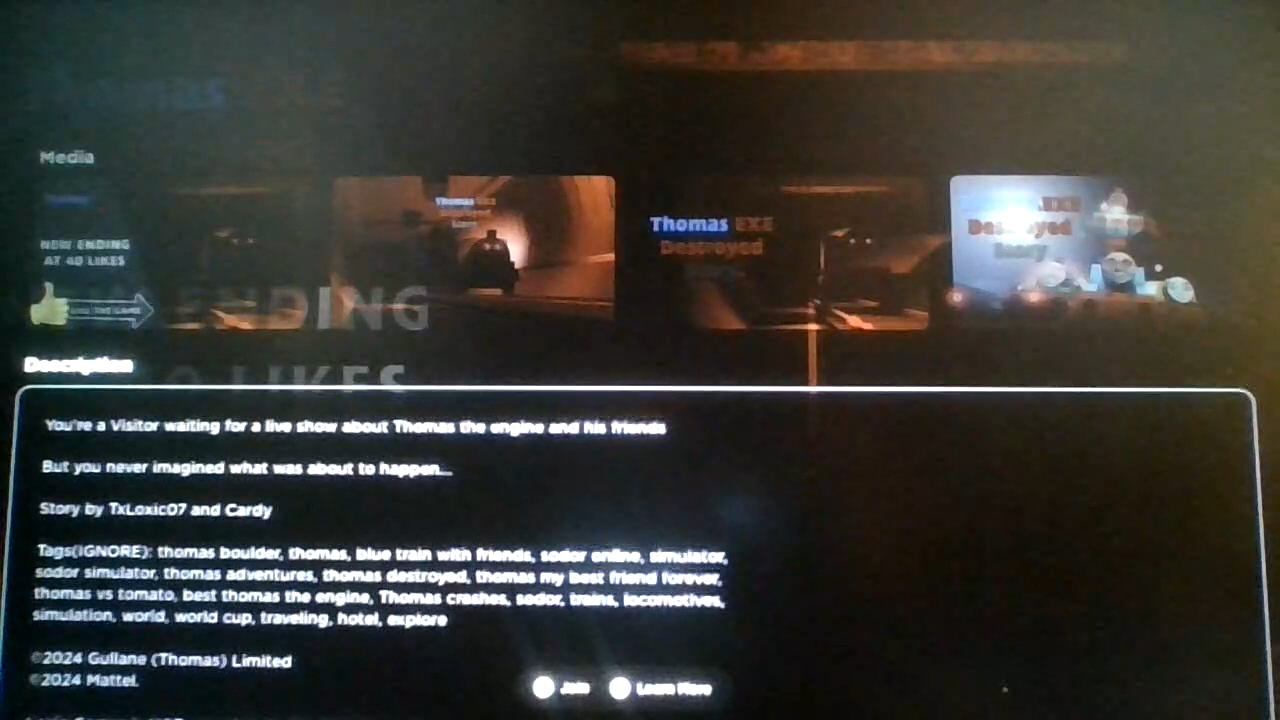 Media
NEW ENDING
AT 40 LIKES
ENDING
LIKES
Thomas EXE
Thomas EXE
Destroyed
Destroyed
Description
You're a Visitor waiting for a live show about Thomas the engine and his friends
But you never imagined what was about to happen...
Story by TxLoxic07 and Cardy
Tags(IGNORE): thomas boulder, thomas, blue train with friends, sodor online, simulator,
sodor simulator, thomas adventures, thomas destroyed, thomas my best friend forever,
thomas vs tomato, best thomas the engine, Thomas crashes, sodor, trains, locomotives,
simulation, world, world cup, traveling, hotel, explore
©2024 Gullane (Thomas) Limited
©2024 Mattel.
Join Learn More